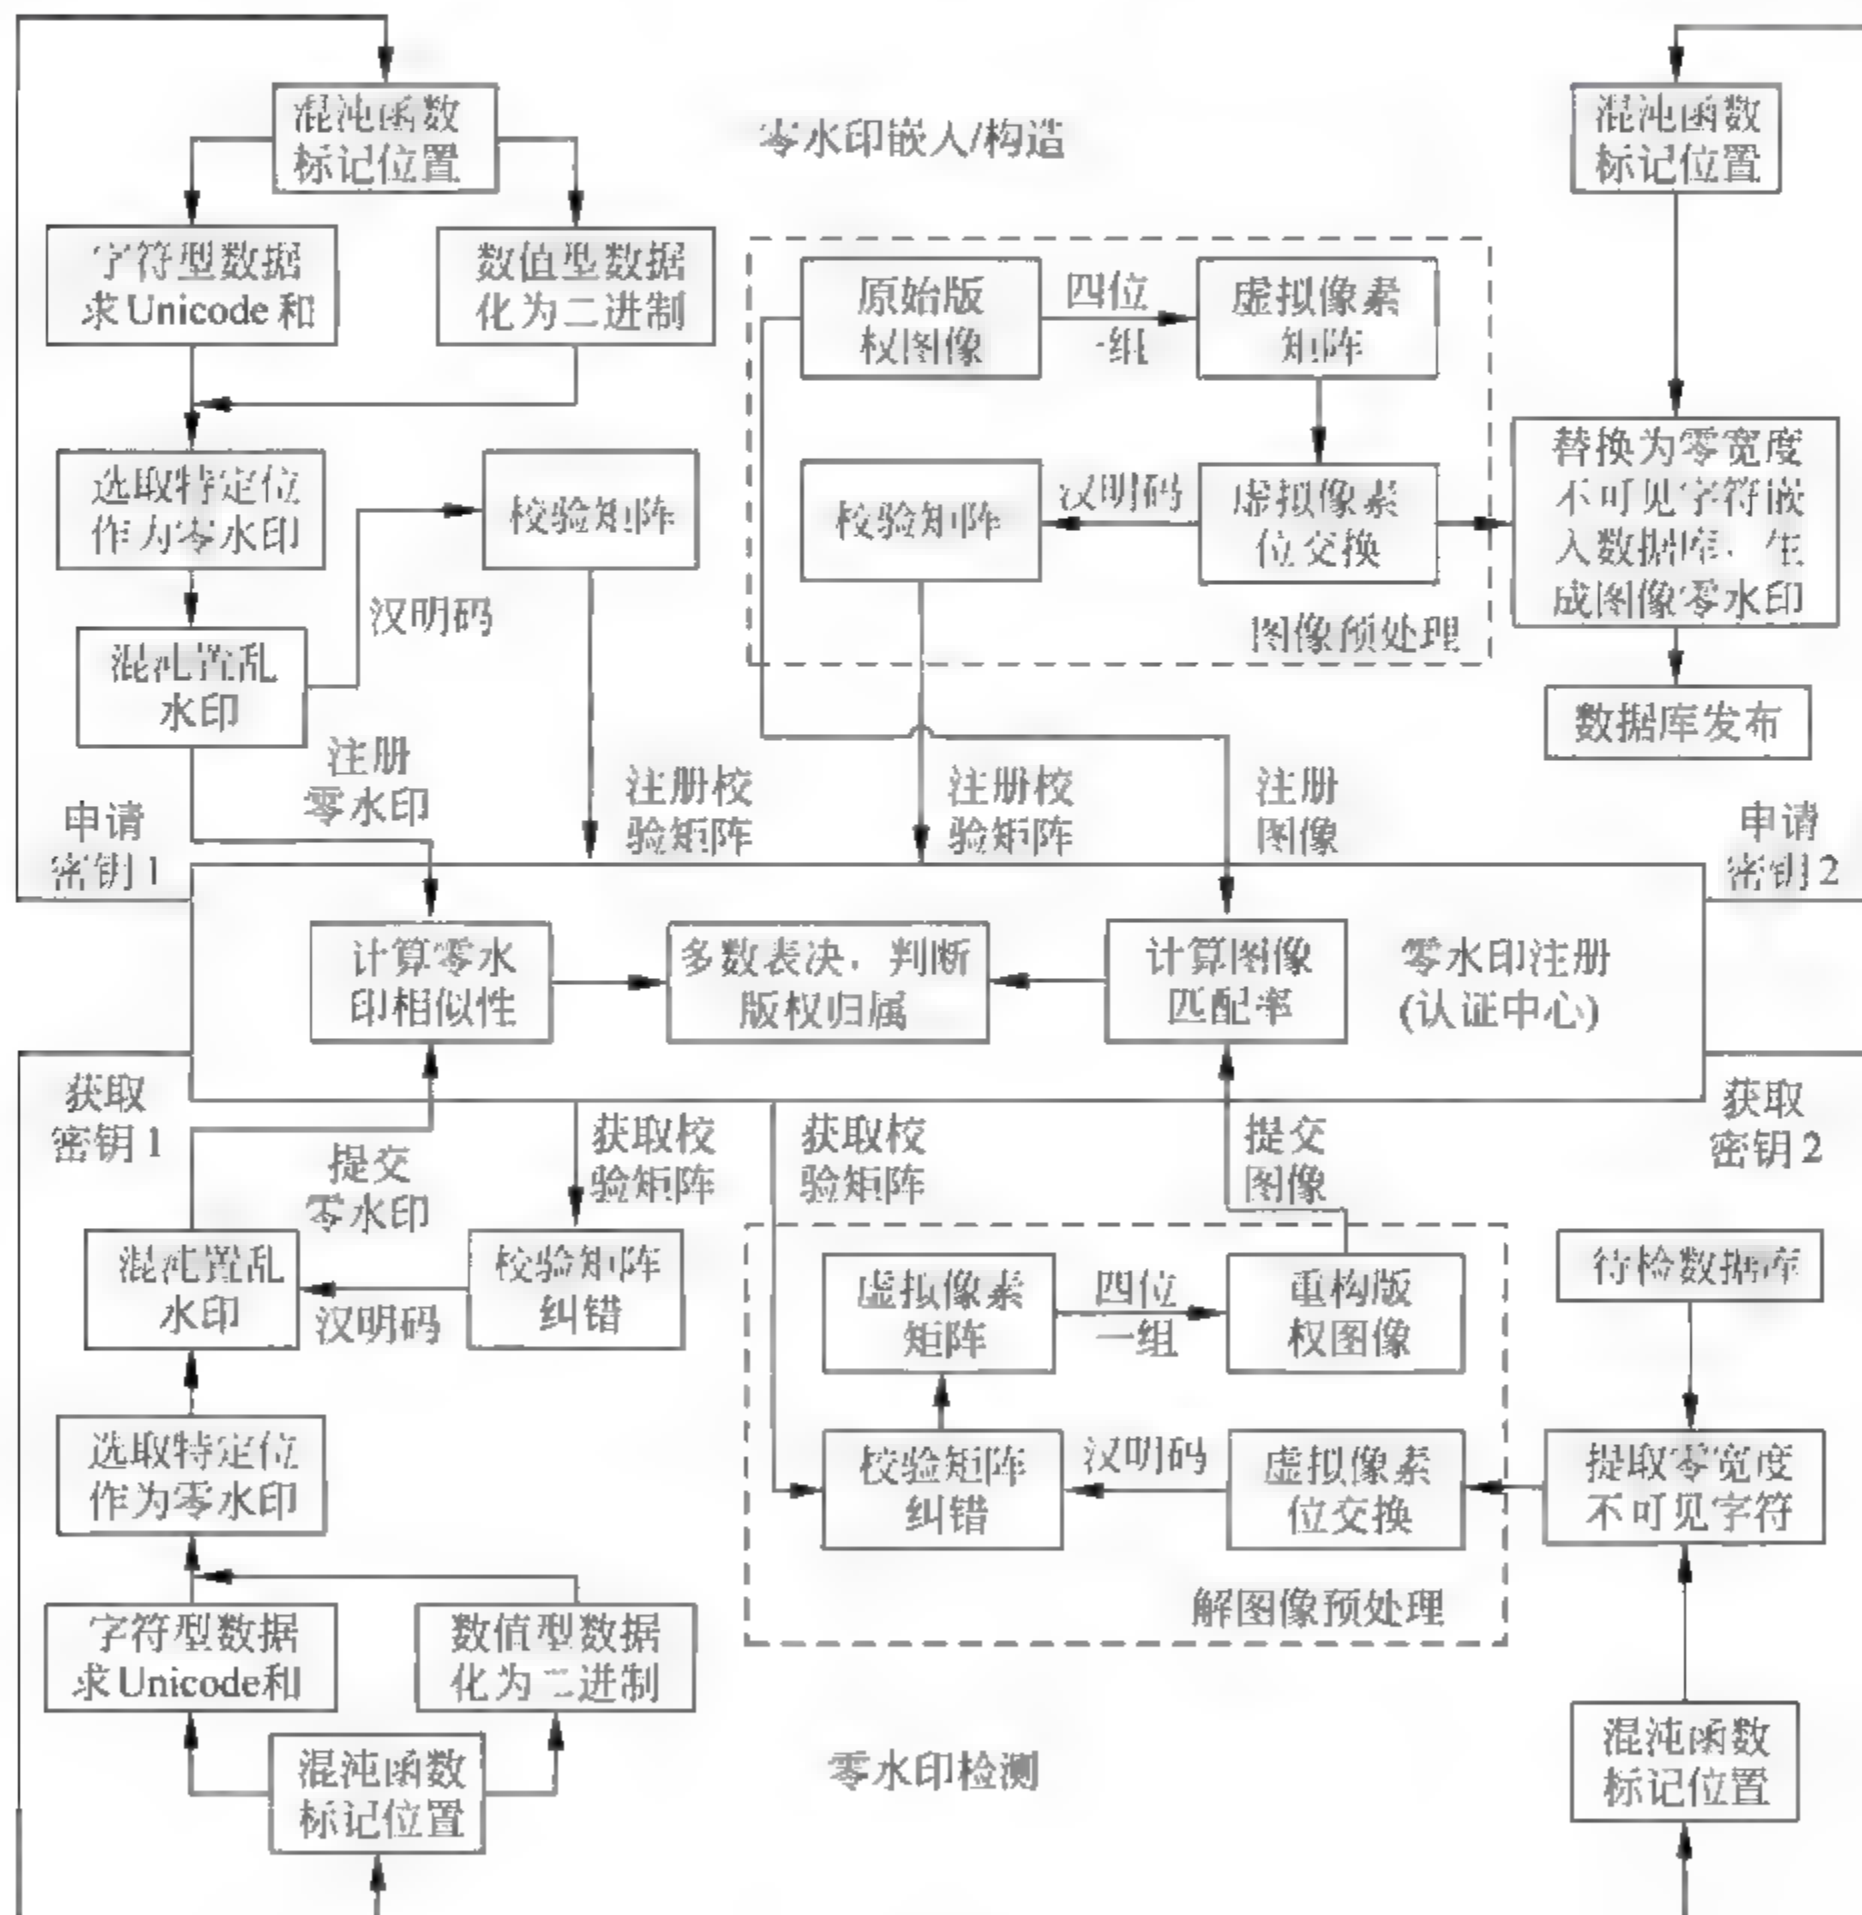 混沌函数
标记位置
零水印嵌入/构造
混沌函数
标记位置
字符型数据
求Unicode和
数值型数据
化为二进制
原始版
权图像
四位
一组
虚拟像素
矩阵
选取特定位
作为零水印
校验矩阵
校验矩阵
汉明码
虚拟像素
位交换
替换为零宽度
不可见字符嵌
入数据库,生
成图像零水印
汉明码
图像预处理
混沌置乱
水印
数据库发布
注册
零水印
注册校
验矩阵
注册校
验矩阵
注册
图像
申请
密钥1
申请
密钥2
计算零水
印相似性
多数表决,判断
版权归属
计算图像
匹配率
零水印注册
(认证中心)
获取
密钥1
获取
密钥2
提交
零水印
获取校
验矩阵
获取校
验矩阵
提交
图像
混沌置乱
水印
汉明码
校验矩阵
纠错
虚拟像素
矩阵
四位
一组
重构版
权图像
待检数据库
选取特定位
作为零水印
校验矩阵
纠错
汉明码
虚拟像素
位交换
提取零宽度
不可见字符
解图像预处理
字符型数据
求Unicode和
数值型数据
化为二进制
混沌函数
标记位置
零水印检测
混沌函数
标记位置